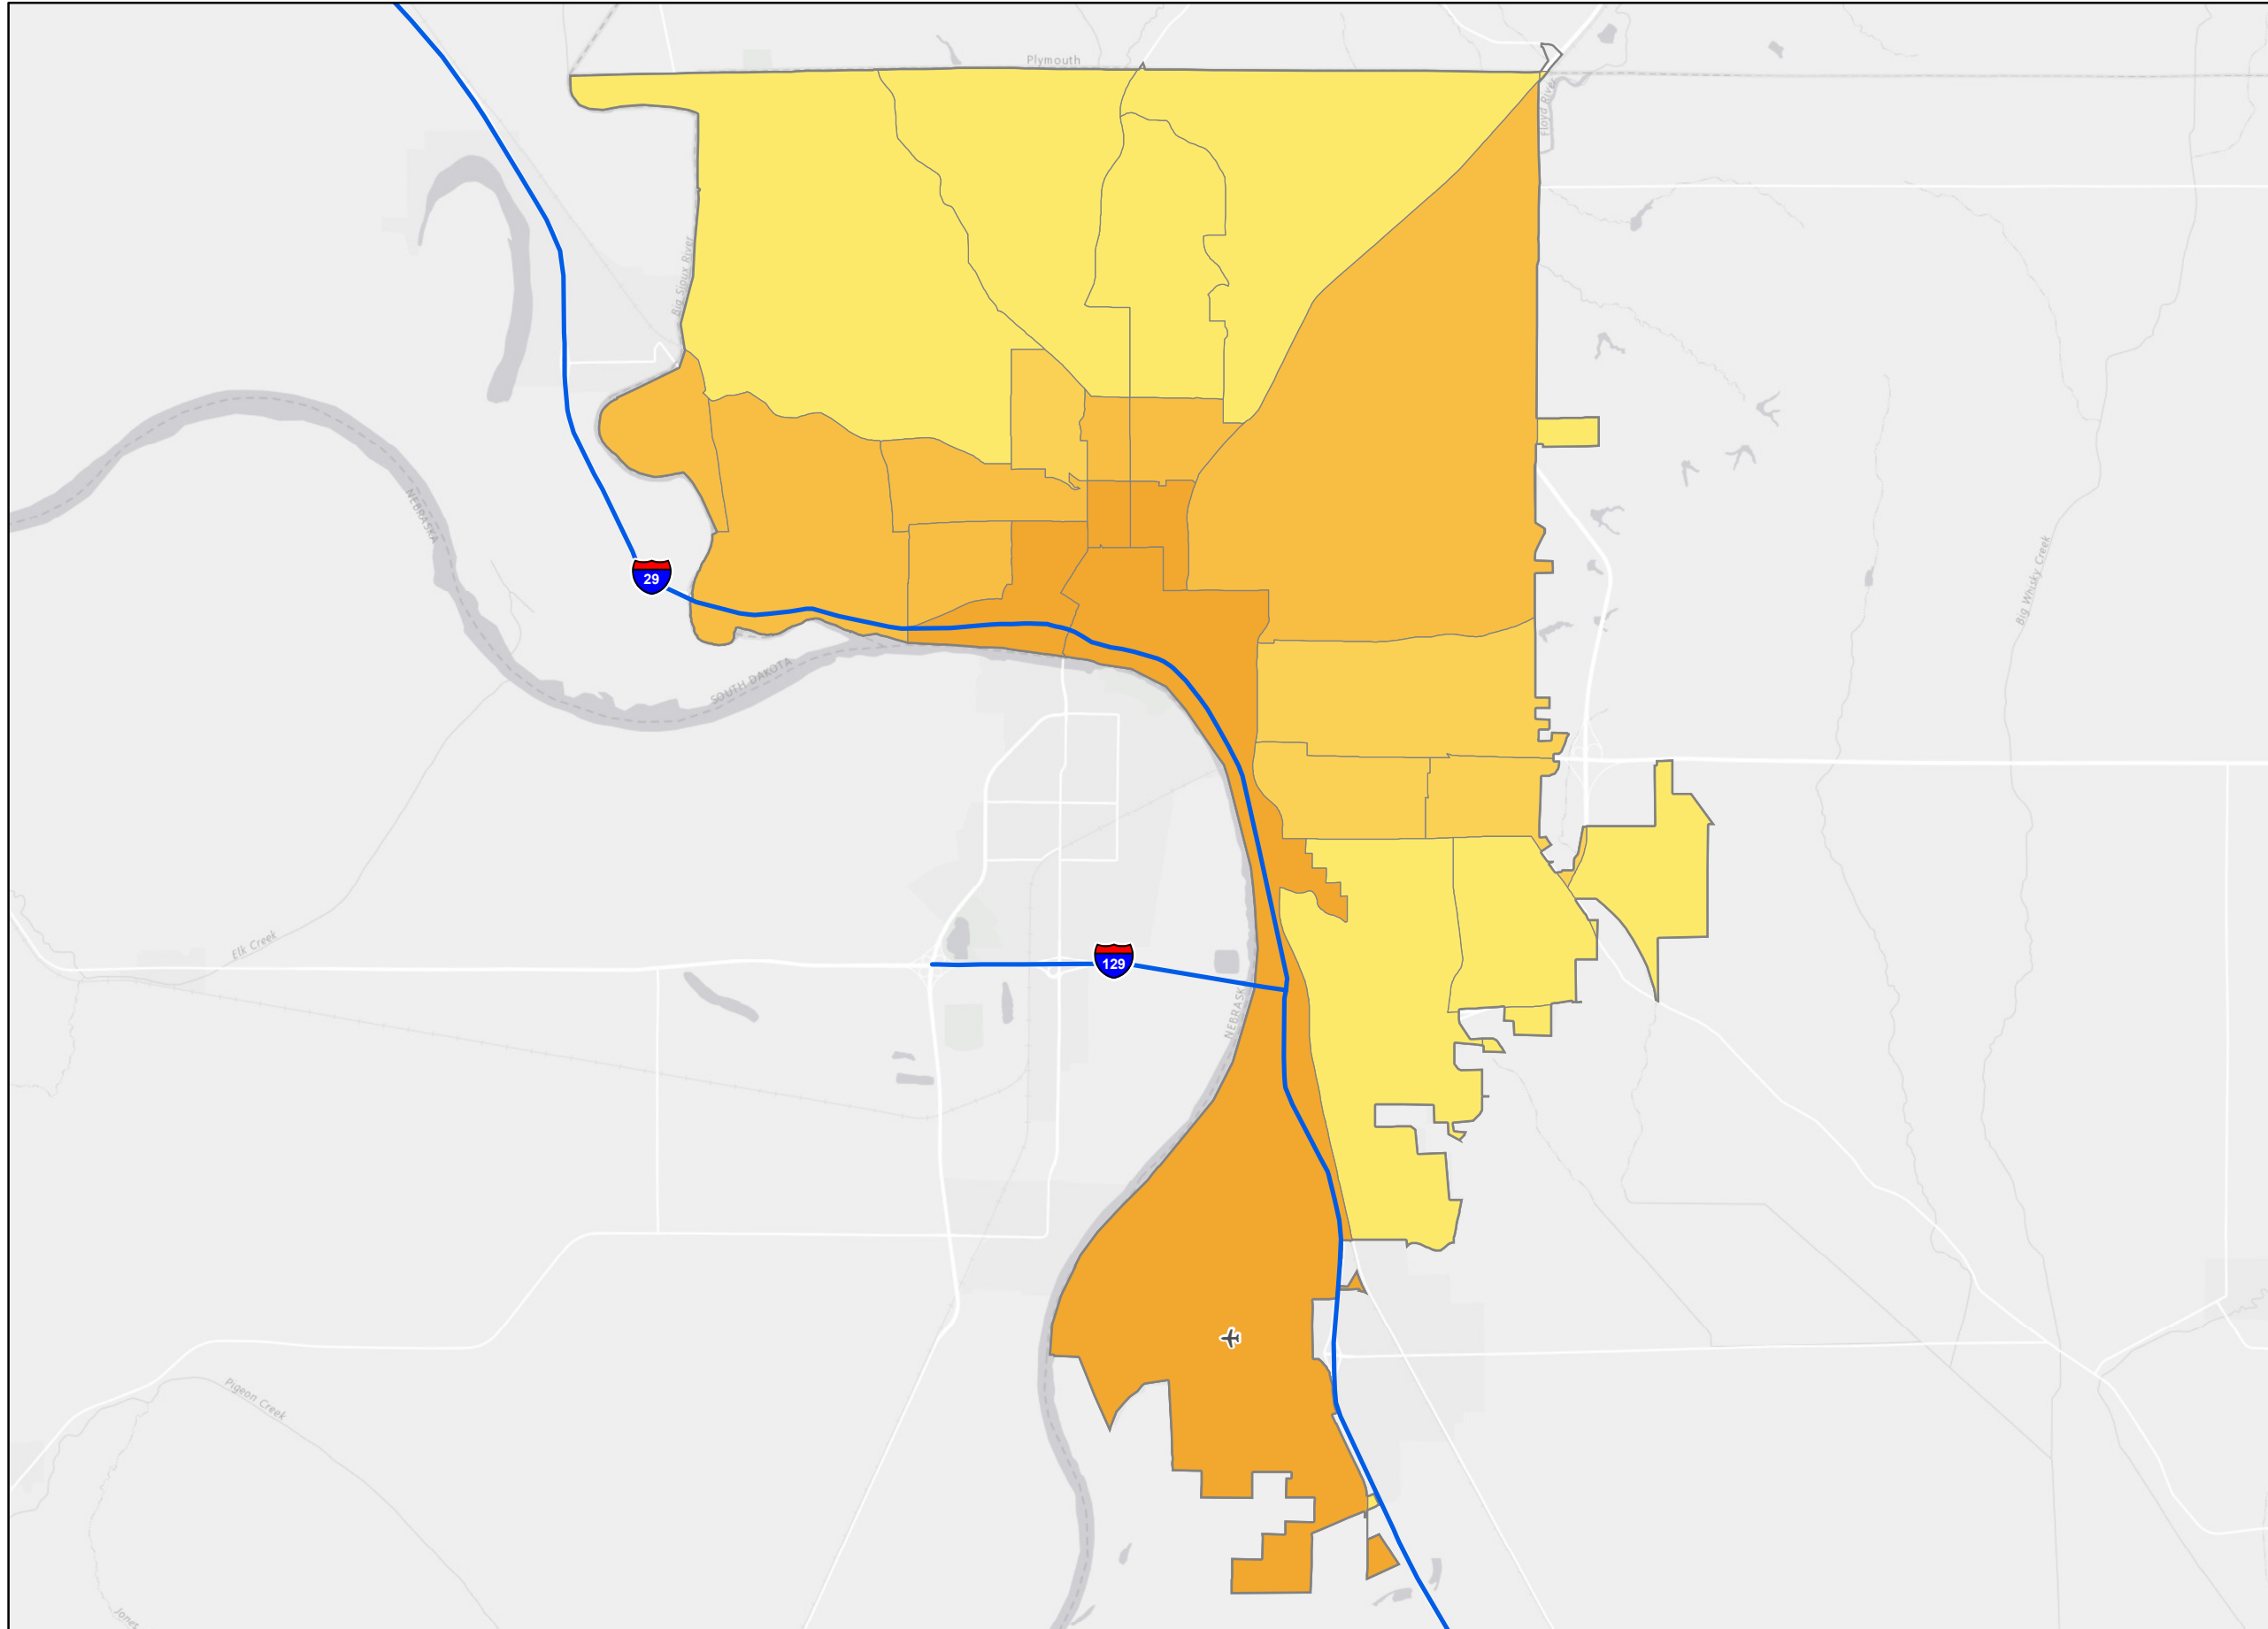 Plymouth
Floyd River
Big Sioux River
NEBRASKA
29
Big Whisky Creek
SOUTH DAKOTA
Elk Creek
129
NEBRASK
Pigeon Creek
Jones